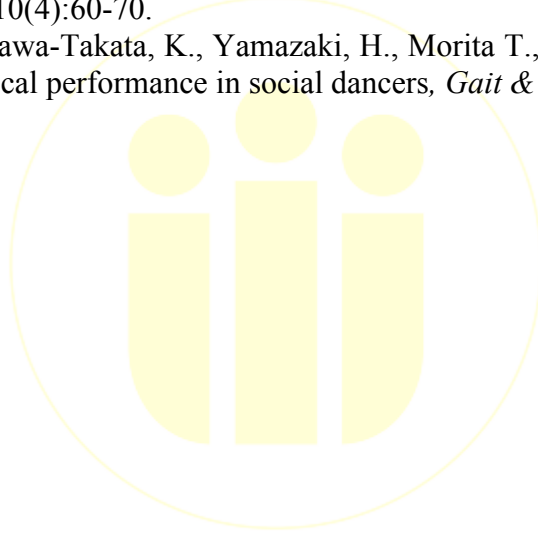 10(4):60-70.
awa-Takata, K., Yamazaki, H., Morita T.,
cal performance in social dancers, Gait &